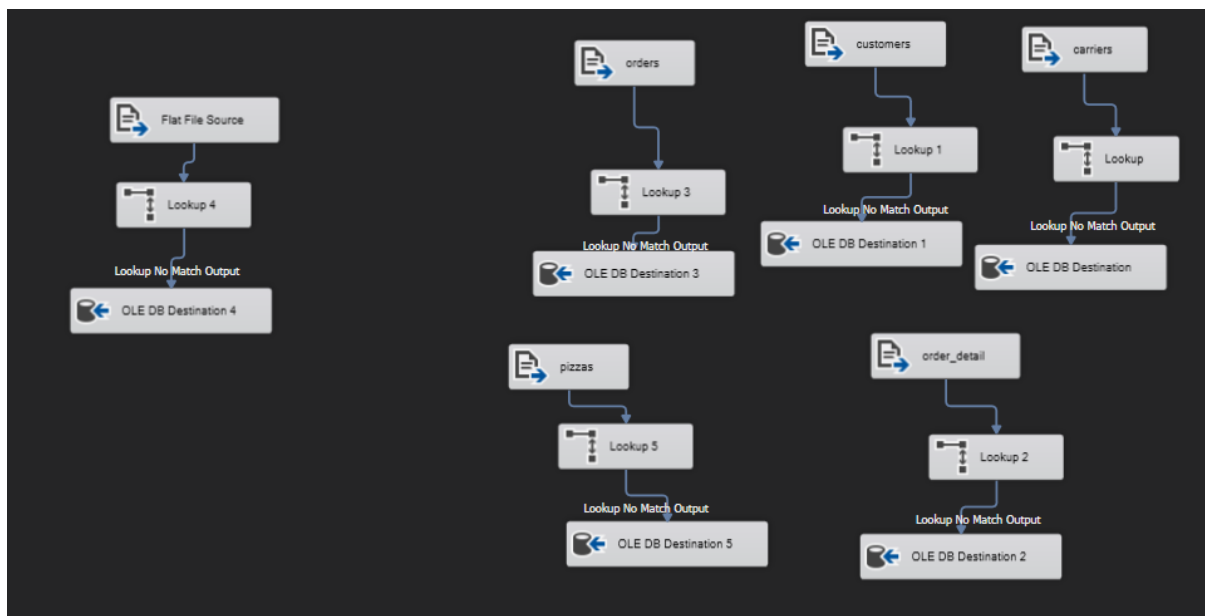 customers
carriers
orders
Flat File Source
Lookup 1
Lookup
Lookup 3
Lookup 4
Lookup No Match Output
Lookup No Match Output
Lookup No Match Output
OLE DB Destination 1
OLE DB Destination
OLE DB Destination 3
Lookup No Match Output
OLE DB Destination 4
order_detail
pizzas
Lookup 5
Lookup 2
Lookup No Match Output
Lookup No Match Output
OLE DB Destination 5
OLE DB Destination 2